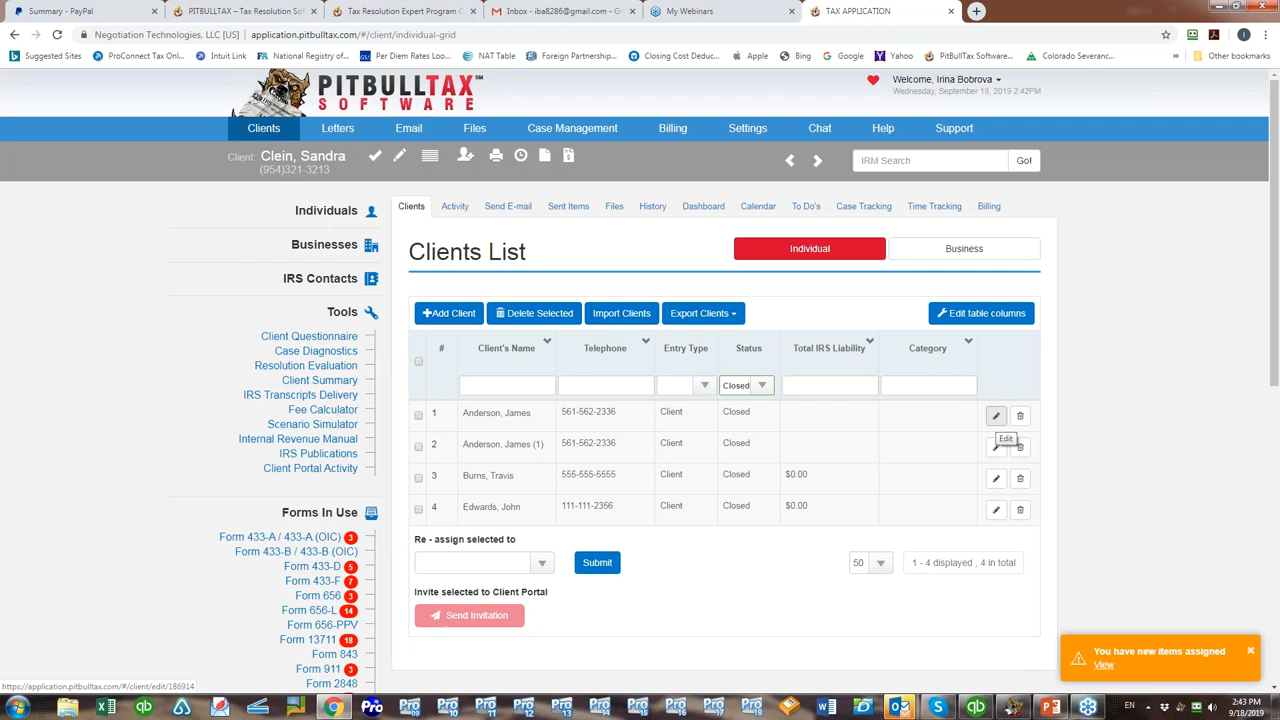 Summary - PayPal
PITBULLTAX – Tax Resolution Sof
Tax Resolution Expert Program C
Inbox - iba8286@gmail.com - G
My Webinars
TAX APPLICATION
Negotiation Technologies, LLC [US]
application.pitbulltax.com/#/client/individual-grid
Suggested Sites
ProConnect Tax Onl...
Intuit Link
National Registry of...
Per Diem Rates Loo...
NAT Table
Foreign Partnership...
Closing Cost Deduc...
Apple
Bing
Google
Yahoo
PitBullTax Software...
Colorado Severanc...
Other bookmarks
PITBULLTAX™
SOFTWARE
Welcome, Irina Bobrova
Wednesday, September 18, 2019 2:42PM
Clients
Letters
Email
Files
Case Management
Billing
Settings
Chat
Help
Support
Client: Clein, Sandra
(954)321-3213
IRM Search
Go!
Individuals
Businesses
IRS Contacts
Tools
Client Questionnaire
Case Diagnostics
Resolution Evaluation
Client Summary
IRS Transcripts Delivery
Fee Calculator
Scenario Simulator
Internal Revenue Manual
IRS Publications
Client Portal Activity
Forms In Use
Form 433-A / 433-A (OIC) 3
Form 433-B / 433-B (OIC)
Form 433-D 5
Form 433-F 7
Form 656 3
Form 656-L 14
Form 656-PPV
Form 13711 18
Form 843
Form 911 3
Form 2848
Clients
Activity
Send E-mail
Sent Items
Files
History
Dashboard
Calendar
To Do's
Case Tracking
Time Tracking
Billing
Clients List
Individual
Business
Add Client
Delete Selected
Import Clients
Export Clients
Edit table columns
# Client's Name Telephone Entry Type Status Total IRS Liability Category
Closed
1 Anderson, James 561-562-2336 Client Closed
Edit
2 Anderson, James (1) 561-562-2336 Client Closed
3 Burns, Travis 555-555-5555 Client Closed $0.00
4 Edwards, John 111-111-2356 Client Closed $0.00
Re - assign selected to
Submit
50
1 - 4 displayed , 4 in total
Invite selected to Client Portal
Send Invitation
You have new items assigned
View
https://application.pitbulltax.com/#/client/edit/186914
EN
2:43 PM
9/18/2019